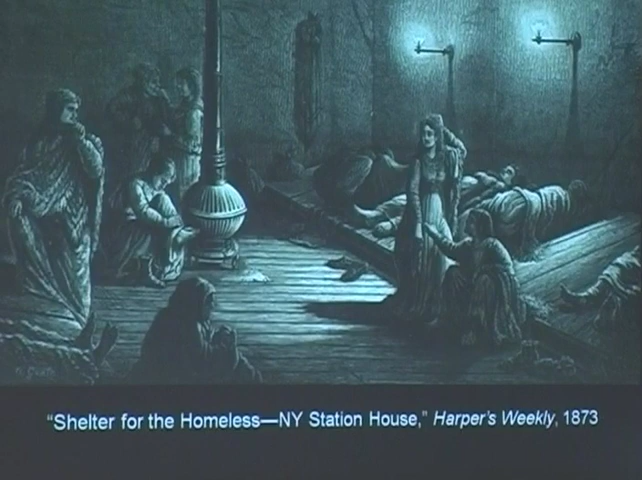 “Shelter for the Homeless—NY Station House,” Harper's Weekly, 1873